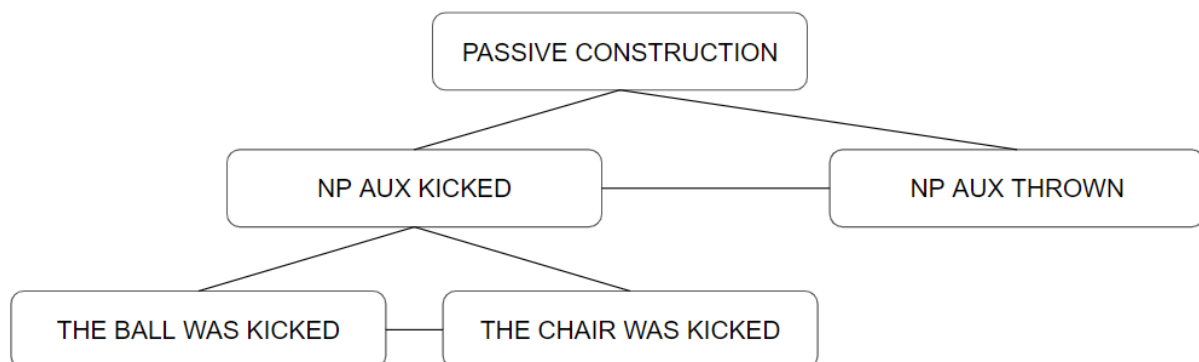 PASSIVE CONSTRUCTION
NP AUX KICKED
NP AUX THROWN
THE BALL WAS KICKED
THE CHAIR WAS KICKED